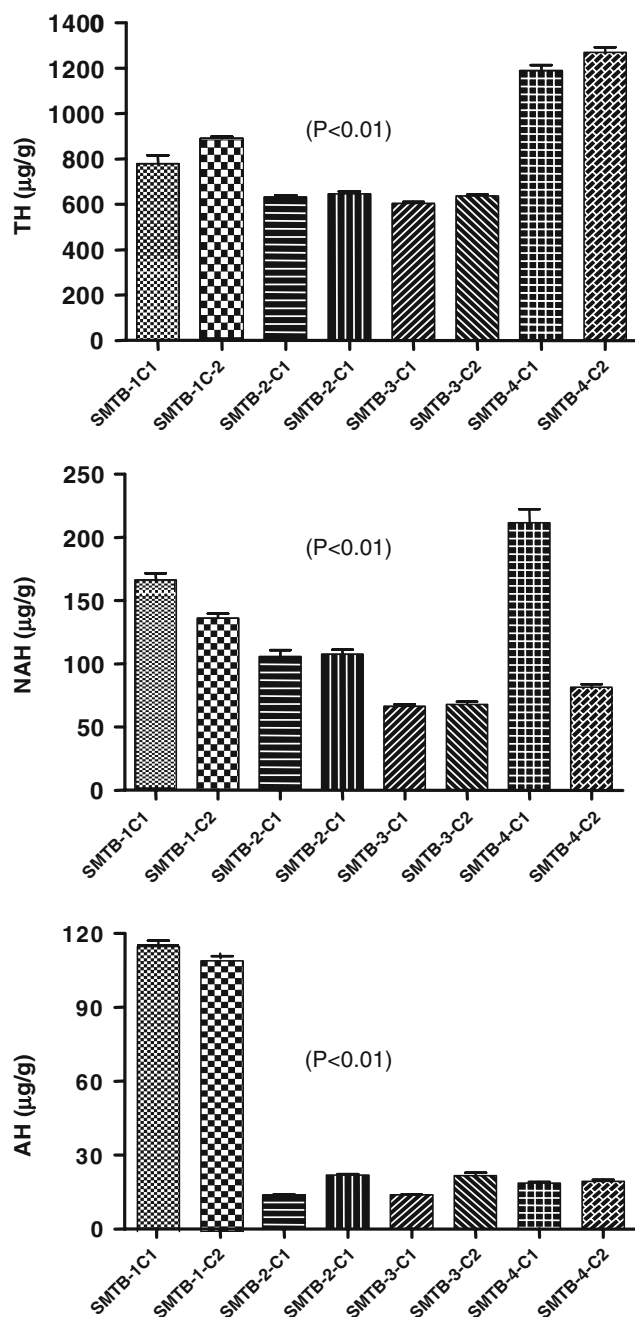 1400
1200
1000
800
600
400
200
0
TH (µg/g)
(P<0.01)
SMTB-1C1
SMTB-1C-2
SMTB-2-C1
SMTB-2-C1
SMTB-3-C1
SMTB-3-C2
SMTB-4-C1
SMTB-4-C2
250
200
150
100
50
0
NAH (µg/g)
(P<0.01)
SMTB-1C1
SMTB-1-C2
SMTB-2-C1
SMTB-2-C1
SMTB-3-C1
SMTB-3-C2
SMTB-4-C1
SMTB-4-C2
120
90
60
30
0
AH (µg/g)
(P<0.01)
SMTB-1C1
SMTB-1-C2
SMTB-2-C1
SMTB-2-C1
SMTB-3-C1
SMTB-3-C2
SMTB-4-C1
SMTB-4-C2